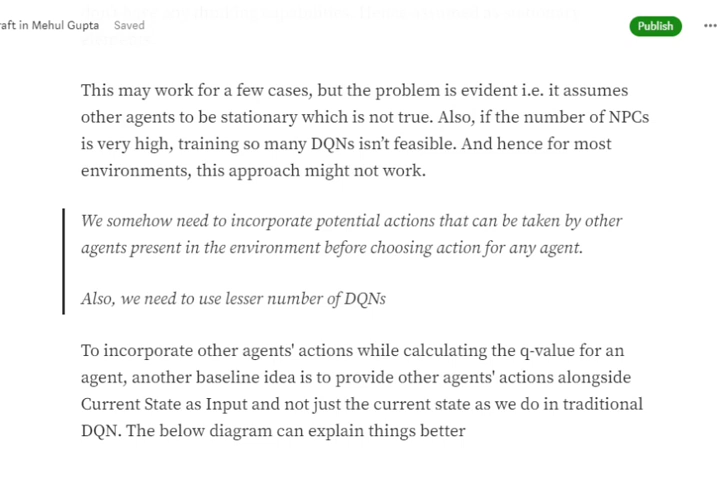 raft in Mehul Gupta Saved Publish
This may work for a few cases, but the problem is evident i.e. it assumes
other agents to be stationary which is not true. Also, if the number of NPCs
is very high, training so many DQNs isn’t feasible. And hence for most
environments, this approach might not work.
We somehow need to incorporate potential actions that can be taken by other
agents present in the environment before choosing action for any agent.
Also, we need to use lesser number of DQNs
To incorporate other agents' actions while calculating the q-value for an
agent, another baseline idea is to provide other agents' actions alongside
Current State as Input and not just the current state as we do in traditional
DQN. The below diagram can explain things better